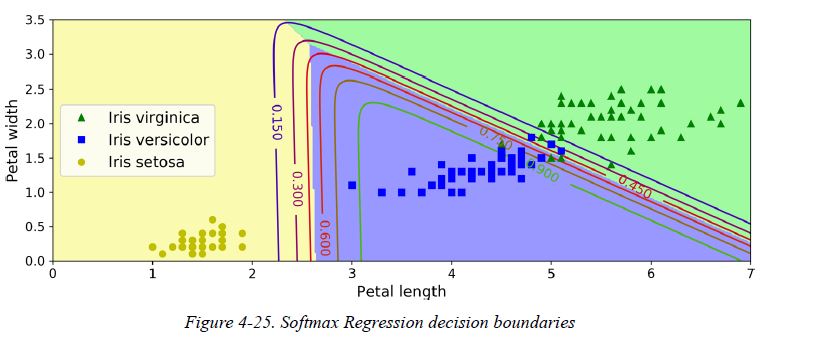 3.5
3.0
2.5
2.0
1.5
1.0
0.5
0.0
Petal width
Iris virginica
Iris versicolor
Iris setosa
0.150
0.300
0.600
0.750
0.900
0.450
0 1 2 3 4 5 6 7
Petal length
Figure 4-25. Softmax Regression decision boundaries